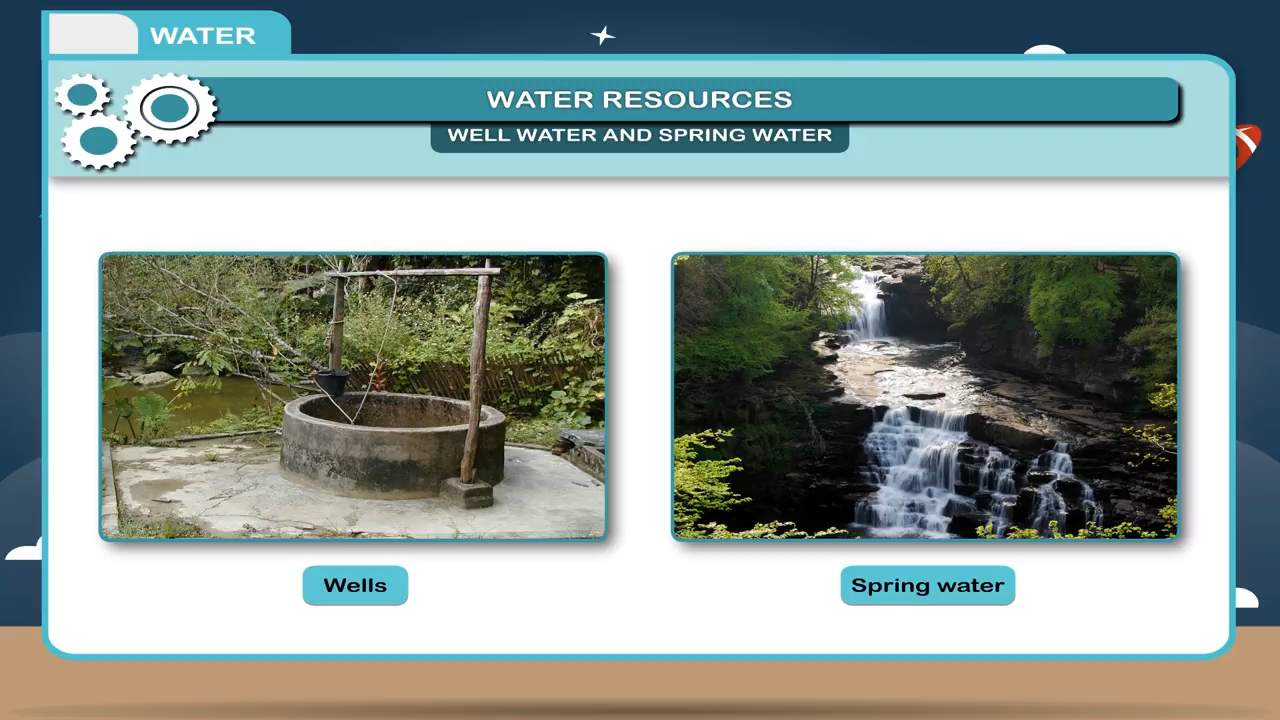 WATER
WATER RESOURCES
WELL WATER AND SPRING WATER
Wells
Spring water